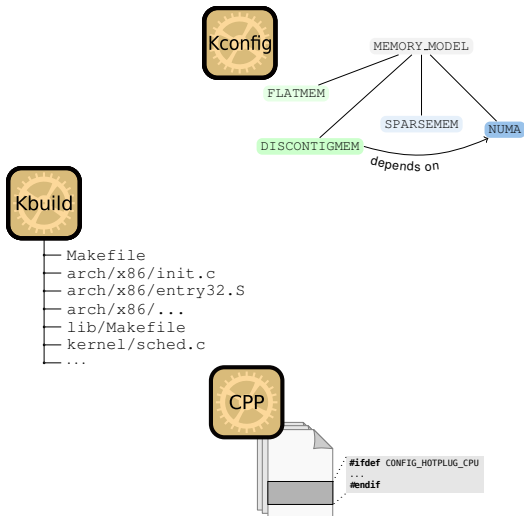 Kconfig
MEMORY_MODEL
FLATMEM
SPARSEMEM
NUMA
DISCONTIGMEM
depends on
Kbuild
Makefile
arch/x86/init.c
arch/x86/entry32.S
arch/x86/...
lib/Makefile
kernel/sched.c
...
CPP
#ifdef CONFIG_HOTPLUG_CPU
...
#endif